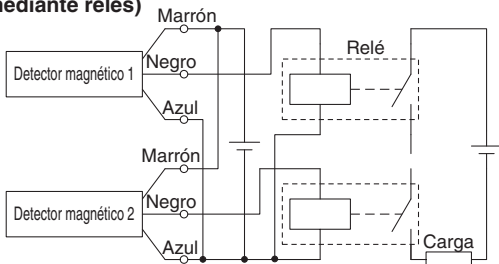 mediante relés)
Marrón
Relé
Detector magnético 1
Negro
Azul
Marrón
Detector magnético 2
Negro
Azul
Carga